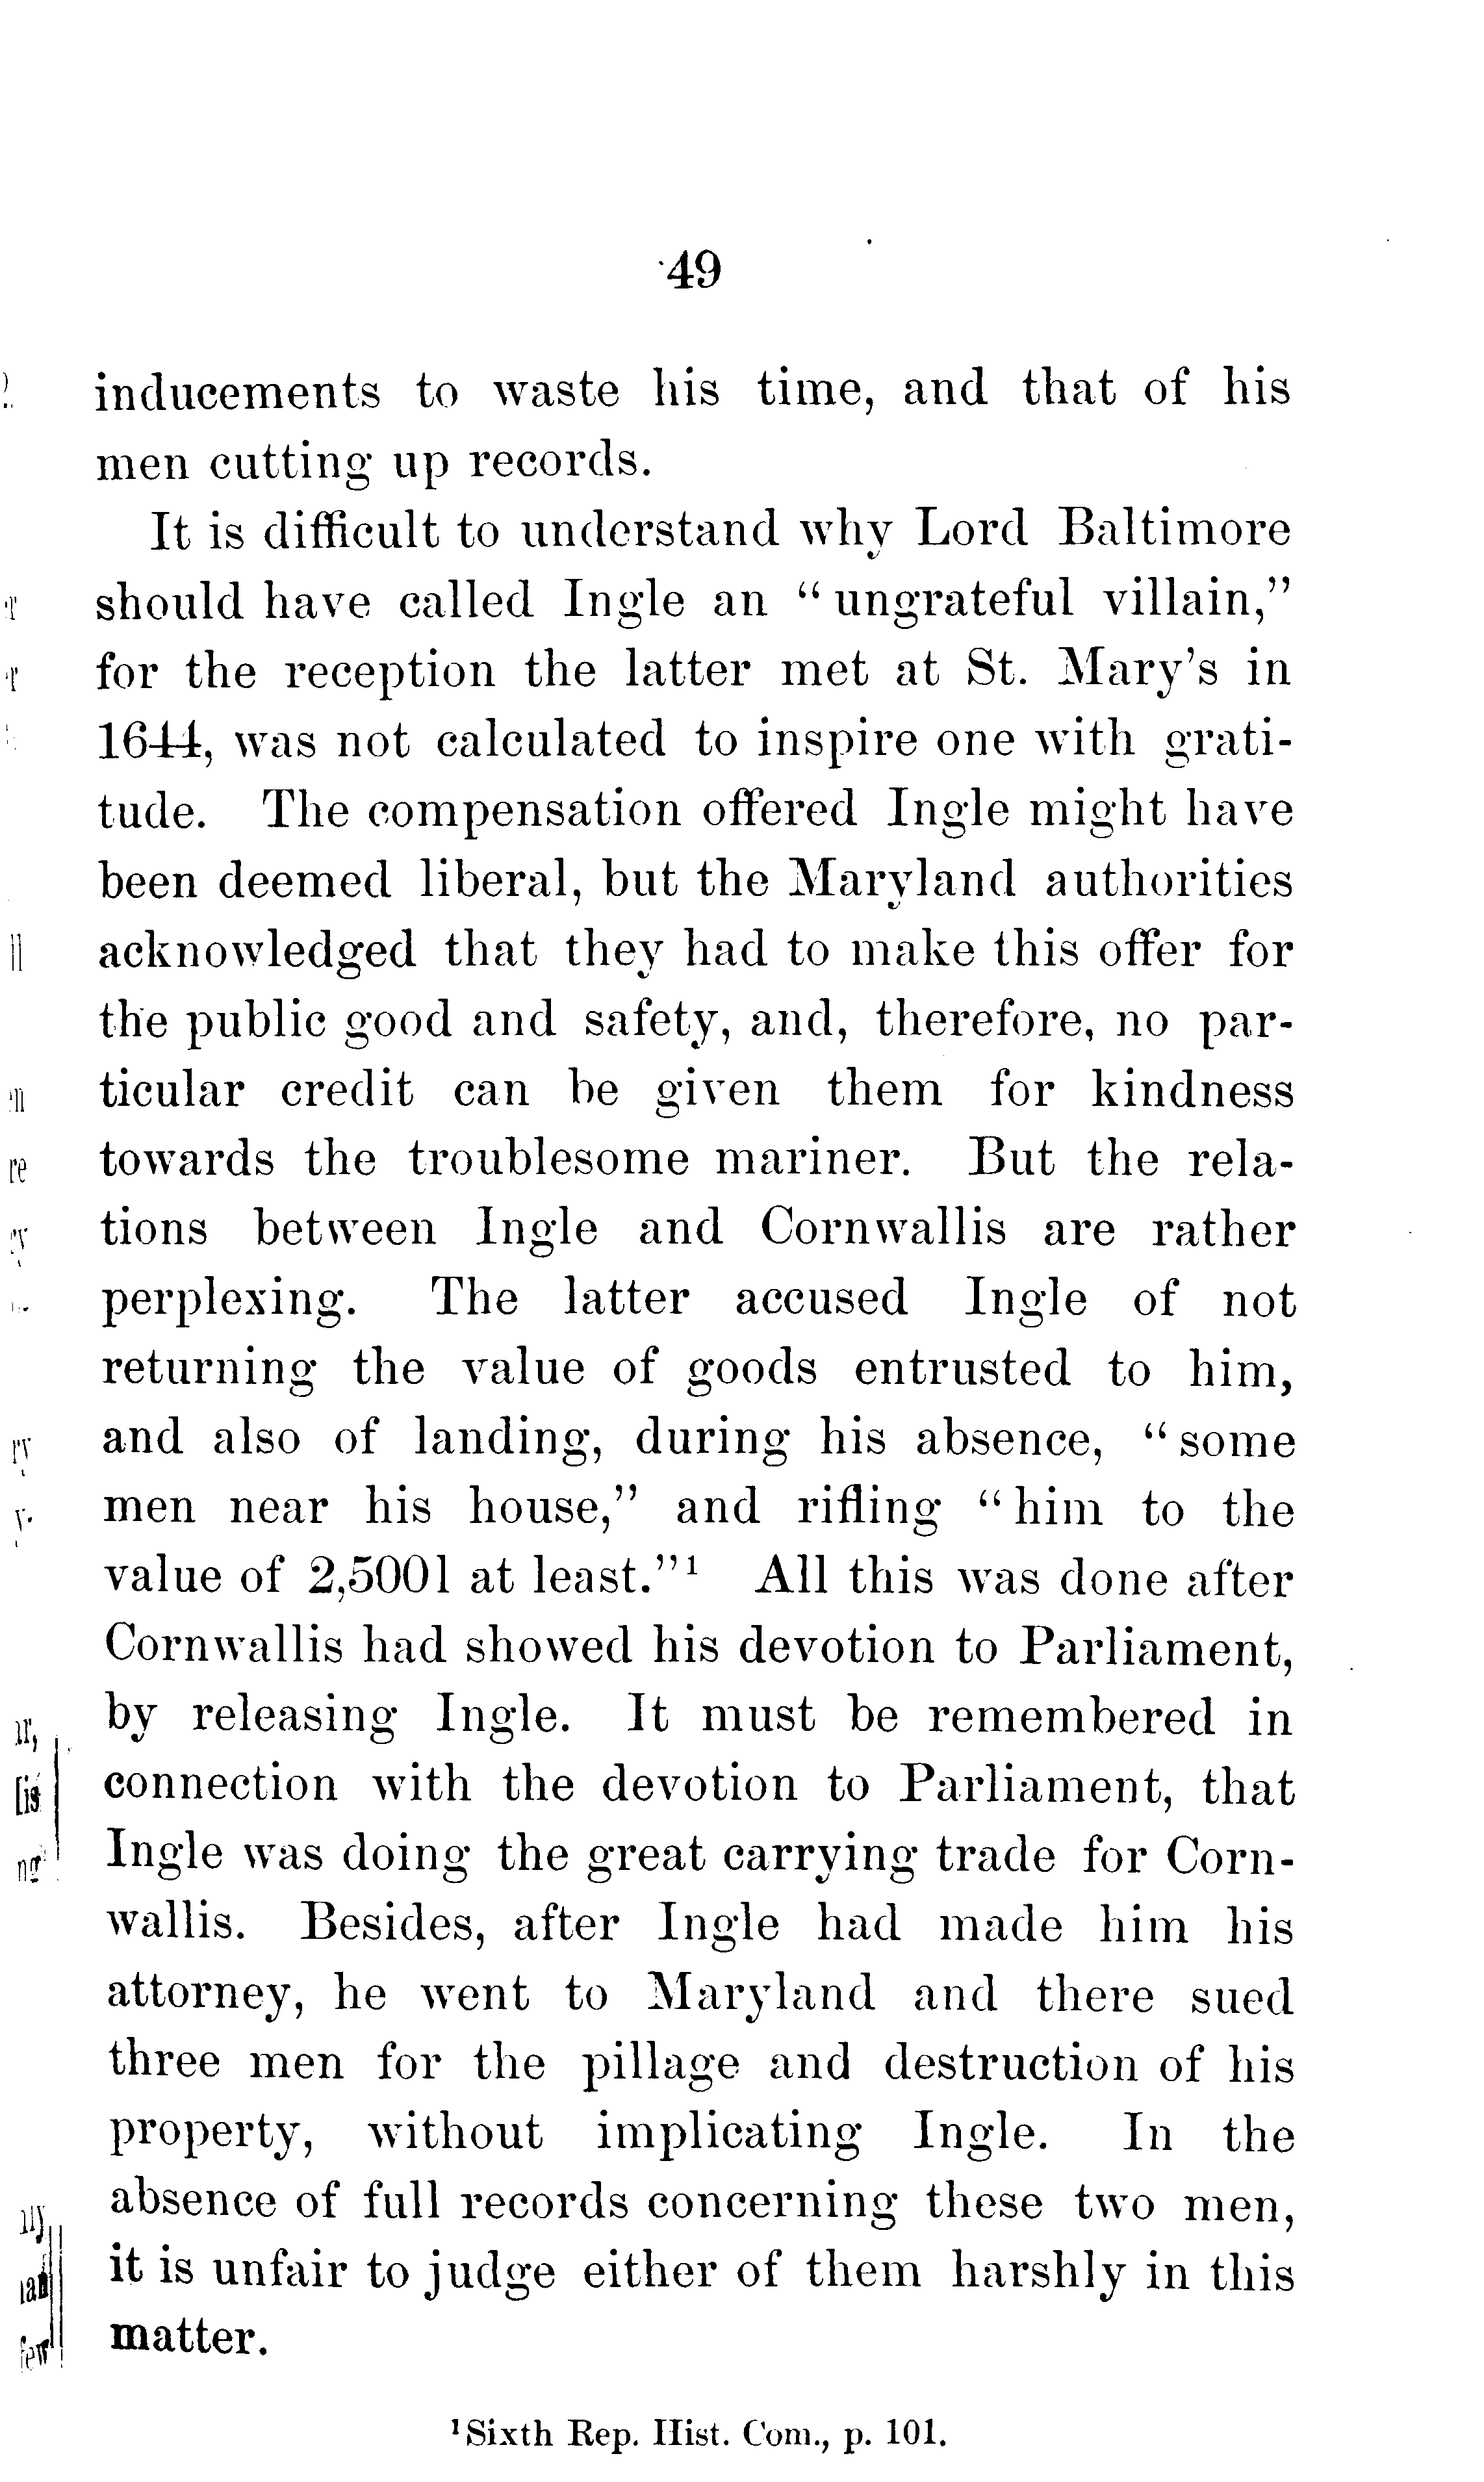 49
inducements to waste his time, and that of his
men cutting up records.
It is difficult to understand why Lord Baltimore
should have called Ingle an “ungrateful villain,”
for the reception the latter met at St. Mary’s in
1644, was not calculated to inspire one with grati-
tude. The compensation offered Ingle might have
been deemed liberal, but the Maryland authorities
acknowledged that they had to make this offer for
the public good and safety, and, therefore, no par-
ticular credit can be given them for kindness
towards the troublesome mariner. But the rela-
tions between Ingle and Cornwallis are rather
perplexing. The latter accused Ingle of not
returning the value of goods entrusted to him,
and also of landing, during his absence, “some
men near his house,” and rifling “him to the
value of 2,500l at least.”¹ All this was done after
Cornwallis had showed his devotion to Parliament,
by releasing Ingle. It must be remembered in
connection with the devotion to Parliament, that
Ingle was doing the great carrying trade for Corn-
wallis. Besides, after Ingle had made him his
attorney, he went to Maryland and there sued
three men for the pillage and destruction of his
property, without implicating Ingle. In the
absence of full records concerning these two men,
it is unfair to judge either of them harshly in this
matter.
¹Sixth Rep. Hist. Com., p. 101.